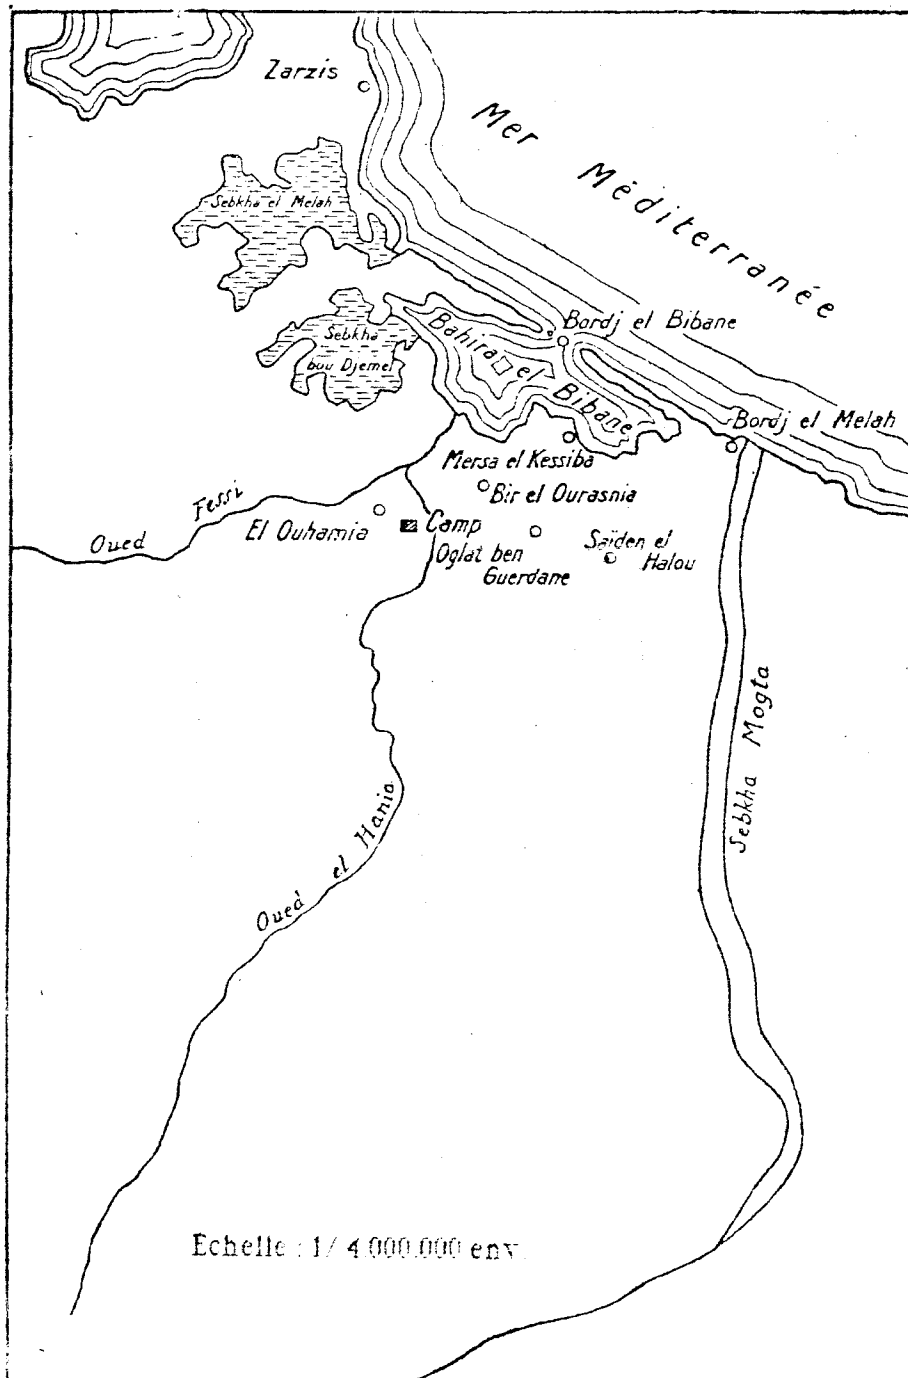 Zarzis
Mer Méditerranée
Sebkha el Melah
Bordj el Bibane
Sebkha
bou Djemel
Bahira el Bibane
Bordj el Melah
Mersa el Kessiba
Bir el Ourasnia
Oued Fessi
El Ouhamia
Camp
Oglat ben
Guerdane
Saïden el
Halou
Sebkha Mogta
Oued el Hania
Echelle : 1/ 4.000.000 env.